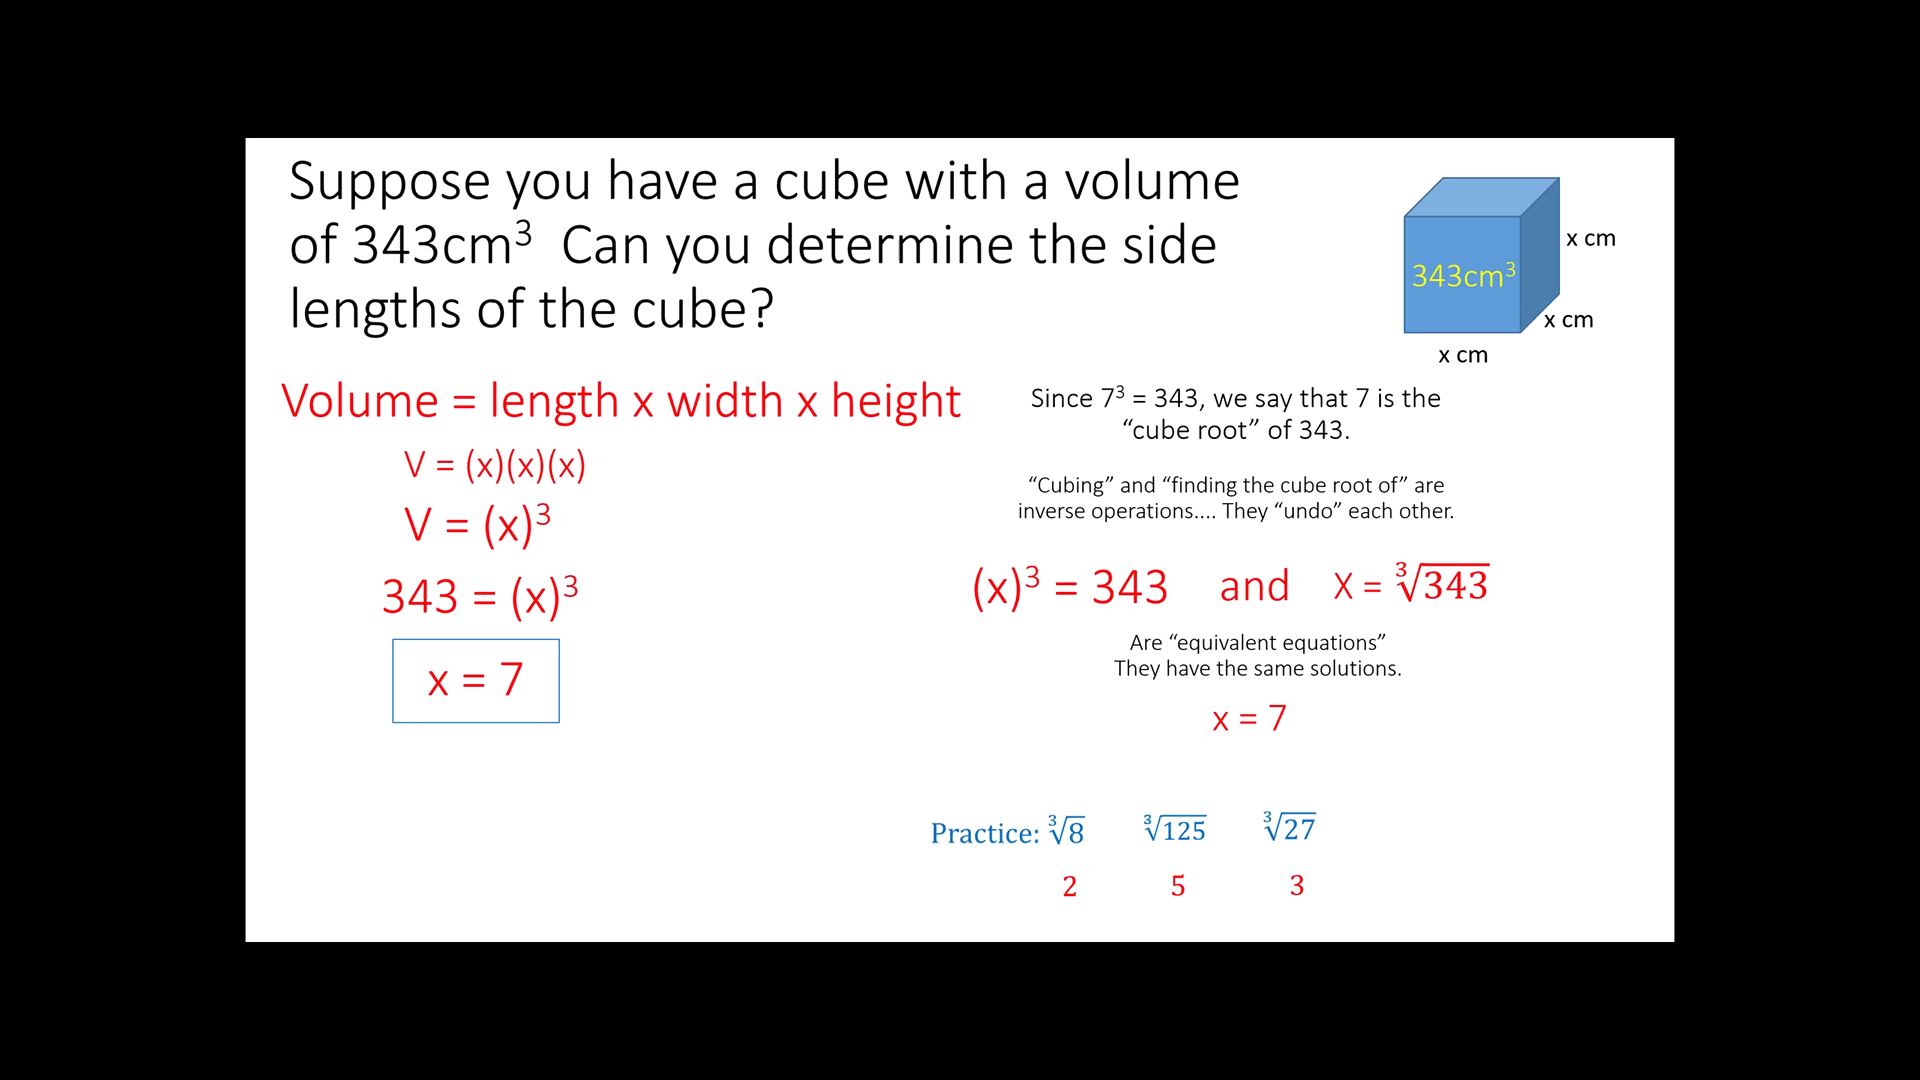 Suppose you have a cube with a volume
of 343cm³ Can you determine the side
lengths of the cube?
343cm³
x cm
x cm
x cm
Volume = length x width x height
V = (x)(x)(x)
V = (x)³
343 = (x)³
x = 7
Since 7³ = 343, we say that 7 is the
“cube root” of 343.
“Cubing” and “finding the cube root of” are
inverse operations.... They “undo” each other.
(x)³ = 343 and X = ∛343
Are “equivalent equations”
They have the same solutions.
x = 7
Practice: ∛8 ∛125 ∛27
2 5 3